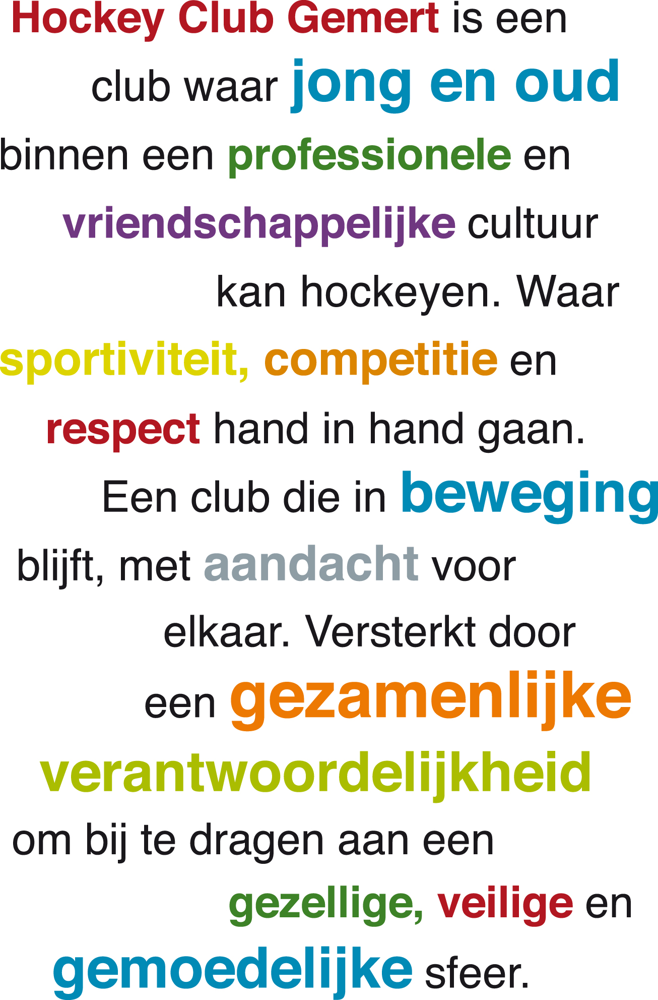 Hockey Club Gemert is een
club waar jong en oud
binnen een professionele en
vriendschappelijke cultuur
kan hockeyen. Waar
sportiviteit, competitie en
respect hand in hand gaan.
Een club die in beweging
blijft, met aandacht voor
elkaar. Versterkt door
een gezamenlijke
verantwoordelijkheid
om bij te dragen aan een
gezellige, veilige en
gemoedelijke sfeer.